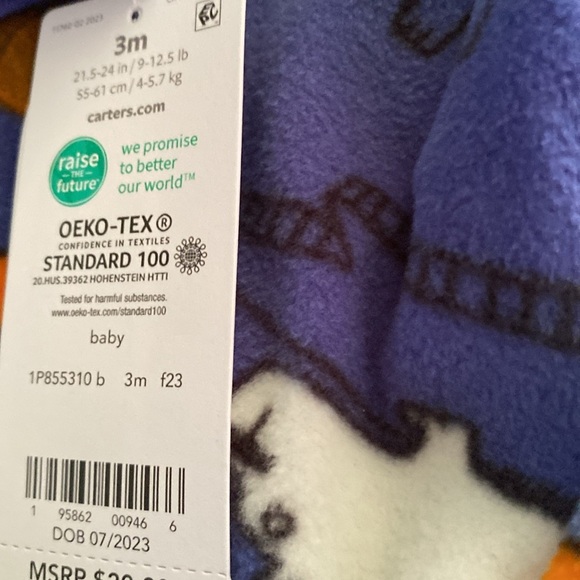 3m
21.5-24 in / 9-12.5 lb
55-61 cm / 4-5.7 kg
carters.com
raise
THE
future™
we promise
to better
our world™
OEKO-TEX®
CONFIDENCE IN TEXTILES
STANDARD 100
20.HUS.39362 HOHENSTEIN HTTI
Tested for harmful substances.
www.oeko-tex.com/standard100
baby
1P855310 b 3m f23
1 95862 00946 6
DOB 07/2023
MSRP